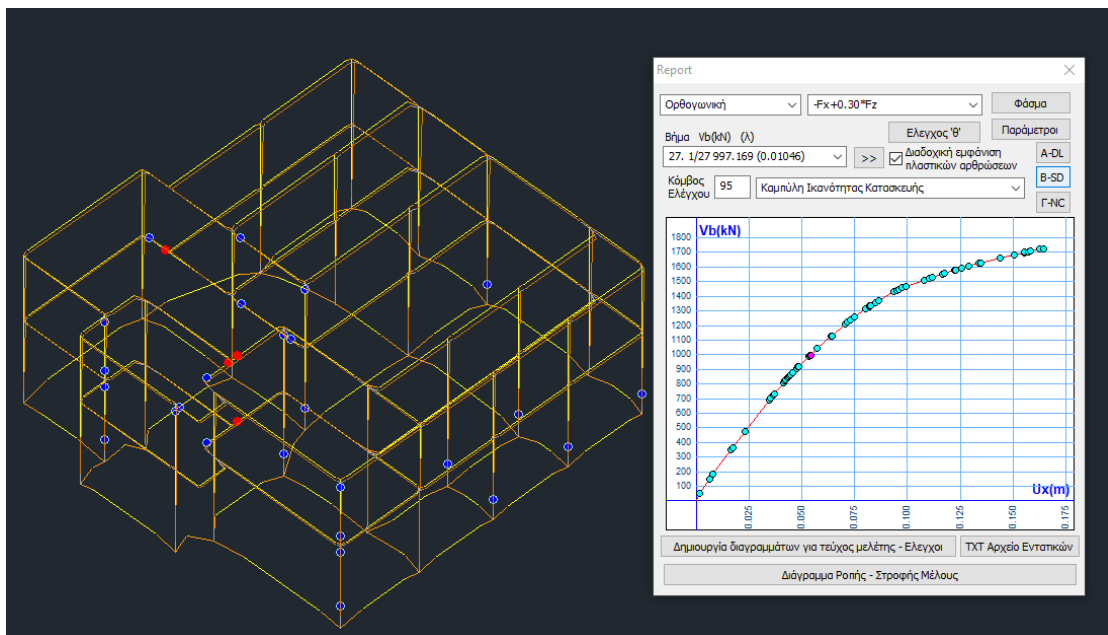 Report
Ορθογωνική
-Fx+0.30*Fz
Φάσμα
Βήμα Vb(kN) (λ)
Ελεγχος 'θ'
Παράμετροι
27. 1/27 997.169 (0.01046)
>>
Διαδοχική εμφάνιση
πλαστικών αρθρώσεων
A-DL
B-SD
Γ-NC
Κόμβος
Ελέγχου
95
Καμπύλη Ικανότητας Κατασκευής
Vb(kN)
1800
1700
1600
1500
1400
1300
1200
1100
1000
900
800
700
600
500
400
300
200
100
Ux(m)
0.025
0.050
0.075
0.100
0.125
0.150
0.175
Δημιουργία διαγραμμάτων για τεύχος μελέτης - Ελεγχοι
TXT Αρχείο Εντατικών
Διάγραμμα Ροπής - Στροφής Μέλους